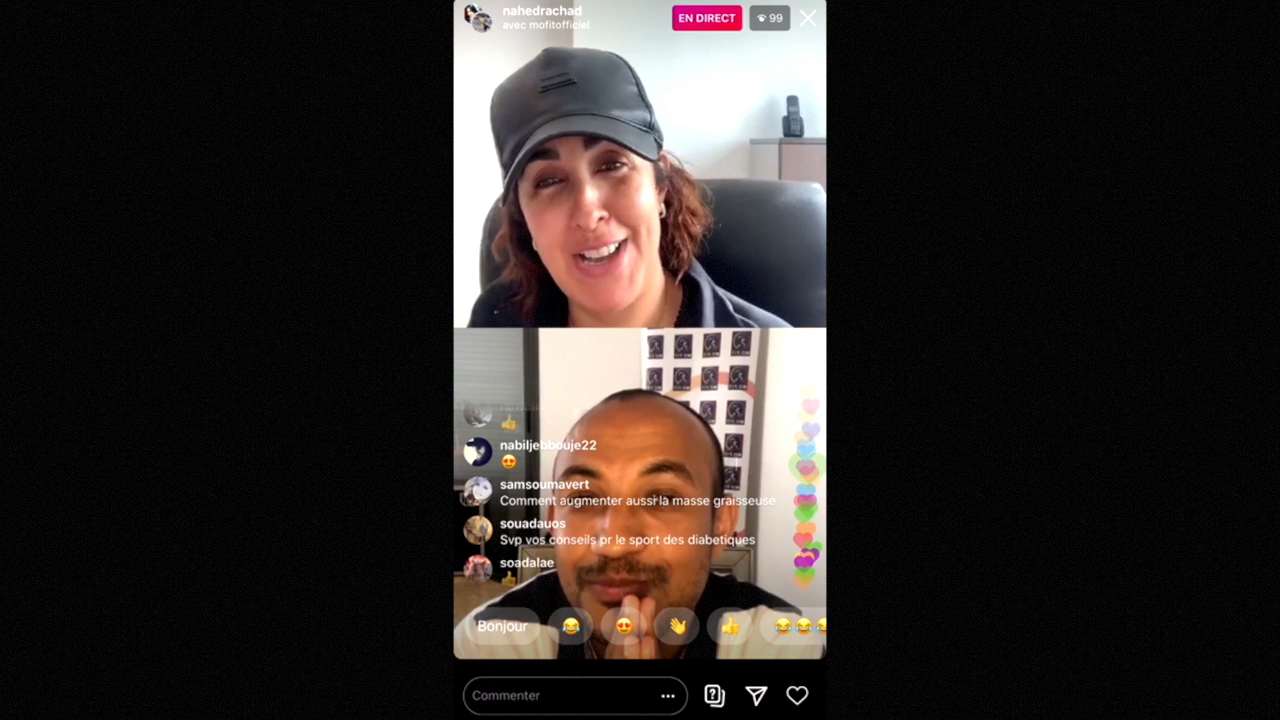 nahedrachad
avec mofitofficiel
EN DIRECT
99
nabiljebbouje22
😍
samsoumavert
Comment augmenter aussi la masse graisseuse
souadauos
Svp vos conseils pr le sport des diabetiques
soadalae
👍
Bonjour 😂 😍 👋 👍 😂😂😂
Commenter